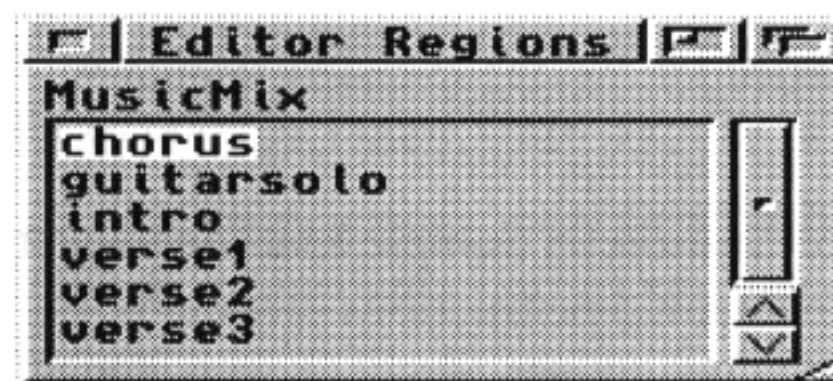 Editor Regions
MusicMix
chorus
guitarsolo
intro
verse1
verse2
verse3